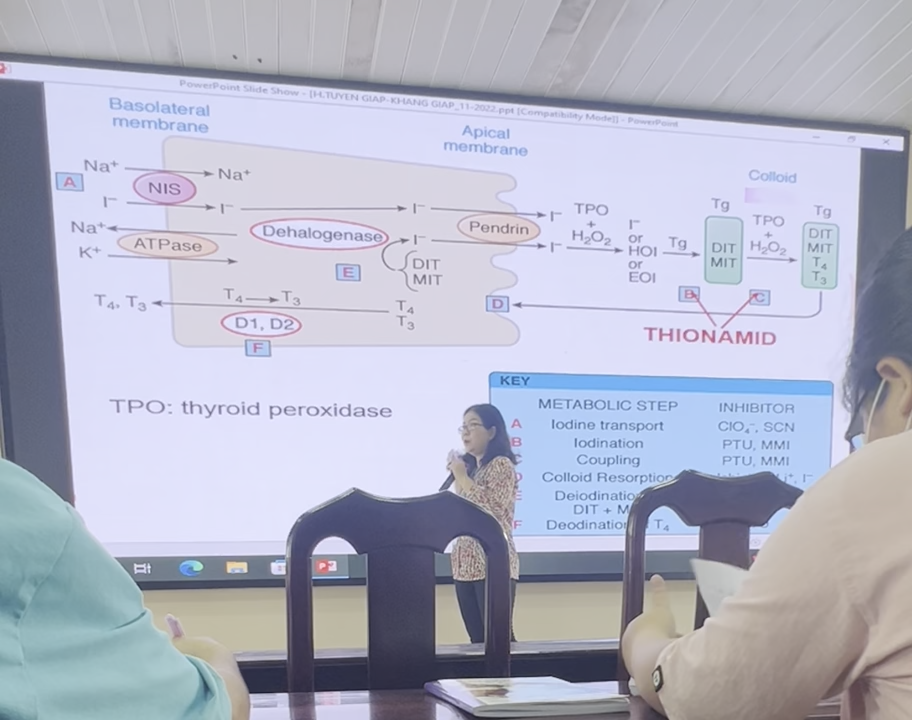 PowerPoint Slide Show - [H.TUYEN GIAP-KHANG GIAP_11-2022.ppt [Compatibility Mode]] - PowerPoint
Basolateral
membrane
Apical
membrane
Colloid
A
Na⁺
Na⁺
NIS
I⁻
I⁻
I⁻
I⁻
I⁻
I⁻
Na⁺
K⁺
ATPase
Dehalogenase
I⁻
Pendrin
TPO
+
H₂O₂
I⁻
or
HOI
or
EOI
Tg
Tg
DIT
MIT
TPO
+
H₂O₂
Tg
DIT
MIT
T₄
T₃
E
DIT
MIT
T₄, T₃
T₄
T₃
T₄
T₃
D1, D2
D
B
C
F
THIONAMID
TPO: thyroid peroxidase
KEY
METABOLIC STEP INHIBITOR
A Iodine transport ClO₄⁻, SCN
B Iodination PTU, MMI
C Coupling PTU, MMI
Colloid Resorption I⁻
E Deiodination
DIT + M
F Deodination T₄